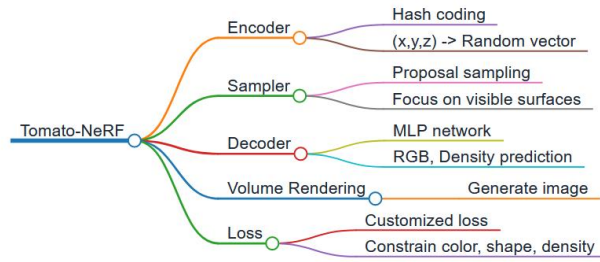 Tomato-NeRF
Encoder
Hash coding
(x,y,z) -> Random vector
Sampler
Proposal sampling
Focus on visible surfaces
Decoder
MLP network
RGB, Density prediction
Volume Rendering
Generate image
Loss
Customized loss
Constrain color, shape, density